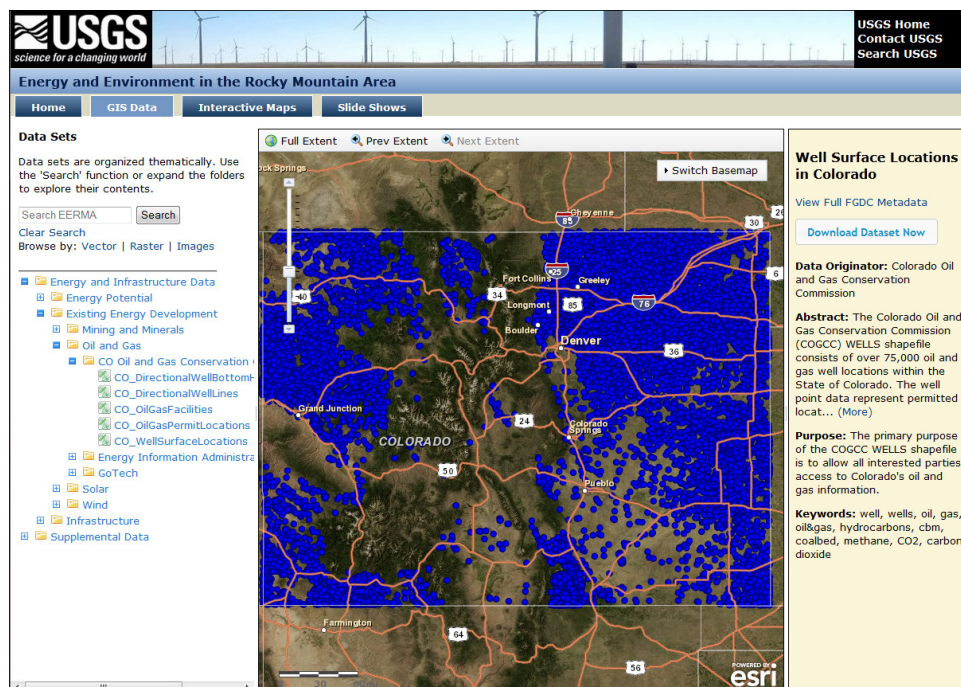 USGS
science for a changing world
USGS Home
Contact USGS
Search USGS
Energy and Environment in the Rocky Mountain Area
Home
GIS Data
Interactive Maps
Slide Shows
Data Sets
Data sets are organized thematically. Use
the 'Search' function or expand the folders
to explore their contents.
Search EERMA
Search
Clear Search
Browse by: Vector | Raster | Images
Energy and Infrastructure Data
Energy Potential
Existing Energy Development
Mining and Minerals
Oil and Gas
CO Oil and Gas Conservation
CO_DirectionalWellBottomH
CO_DirectionalWellLines
CO_OilGasFacilities
CO_OilGasPermitLocations
CO_WellSurfaceLocations
Energy Information Administra
GoTech
Solar
Wind
Infrastructure
Supplemental Data
Full Extent
Prev Extent
Next Extent
Switch Basemap
ock Springs
Cheyenne
85
30
26
Fort Collins
25
Greeley
6
40
34
Longmont
85
76
Boulder
Denver
36
Grand Junction
24
Colorado
Springs
COLORADO
50
Pueblo
Farmington
64
56
30
60mi
POWERED BY
esri
Well Surface Locations
in Colorado
View Full FGDC Metadata
Download Dataset Now
Data Originator: Colorado Oil
and Gas Conservation
Commission
Abstract: The Colorado Oil and
Gas Conservation Commission
(COGCC) WELLS shapefile
consists of over 75,000 oil and
gas well locations within the
State of Colorado. The well
point data represent permitted
locat... (More)
Purpose: The primary purpose
of the COGCC WELLS shapefile
is to allow all interested parties
access to Colorado's oil and
gas information.
Keywords: well, wells, oil, gas,
oil&gas, hydrocarbons, cbm,
coalbed, methane, CO2, carbon
dioxide